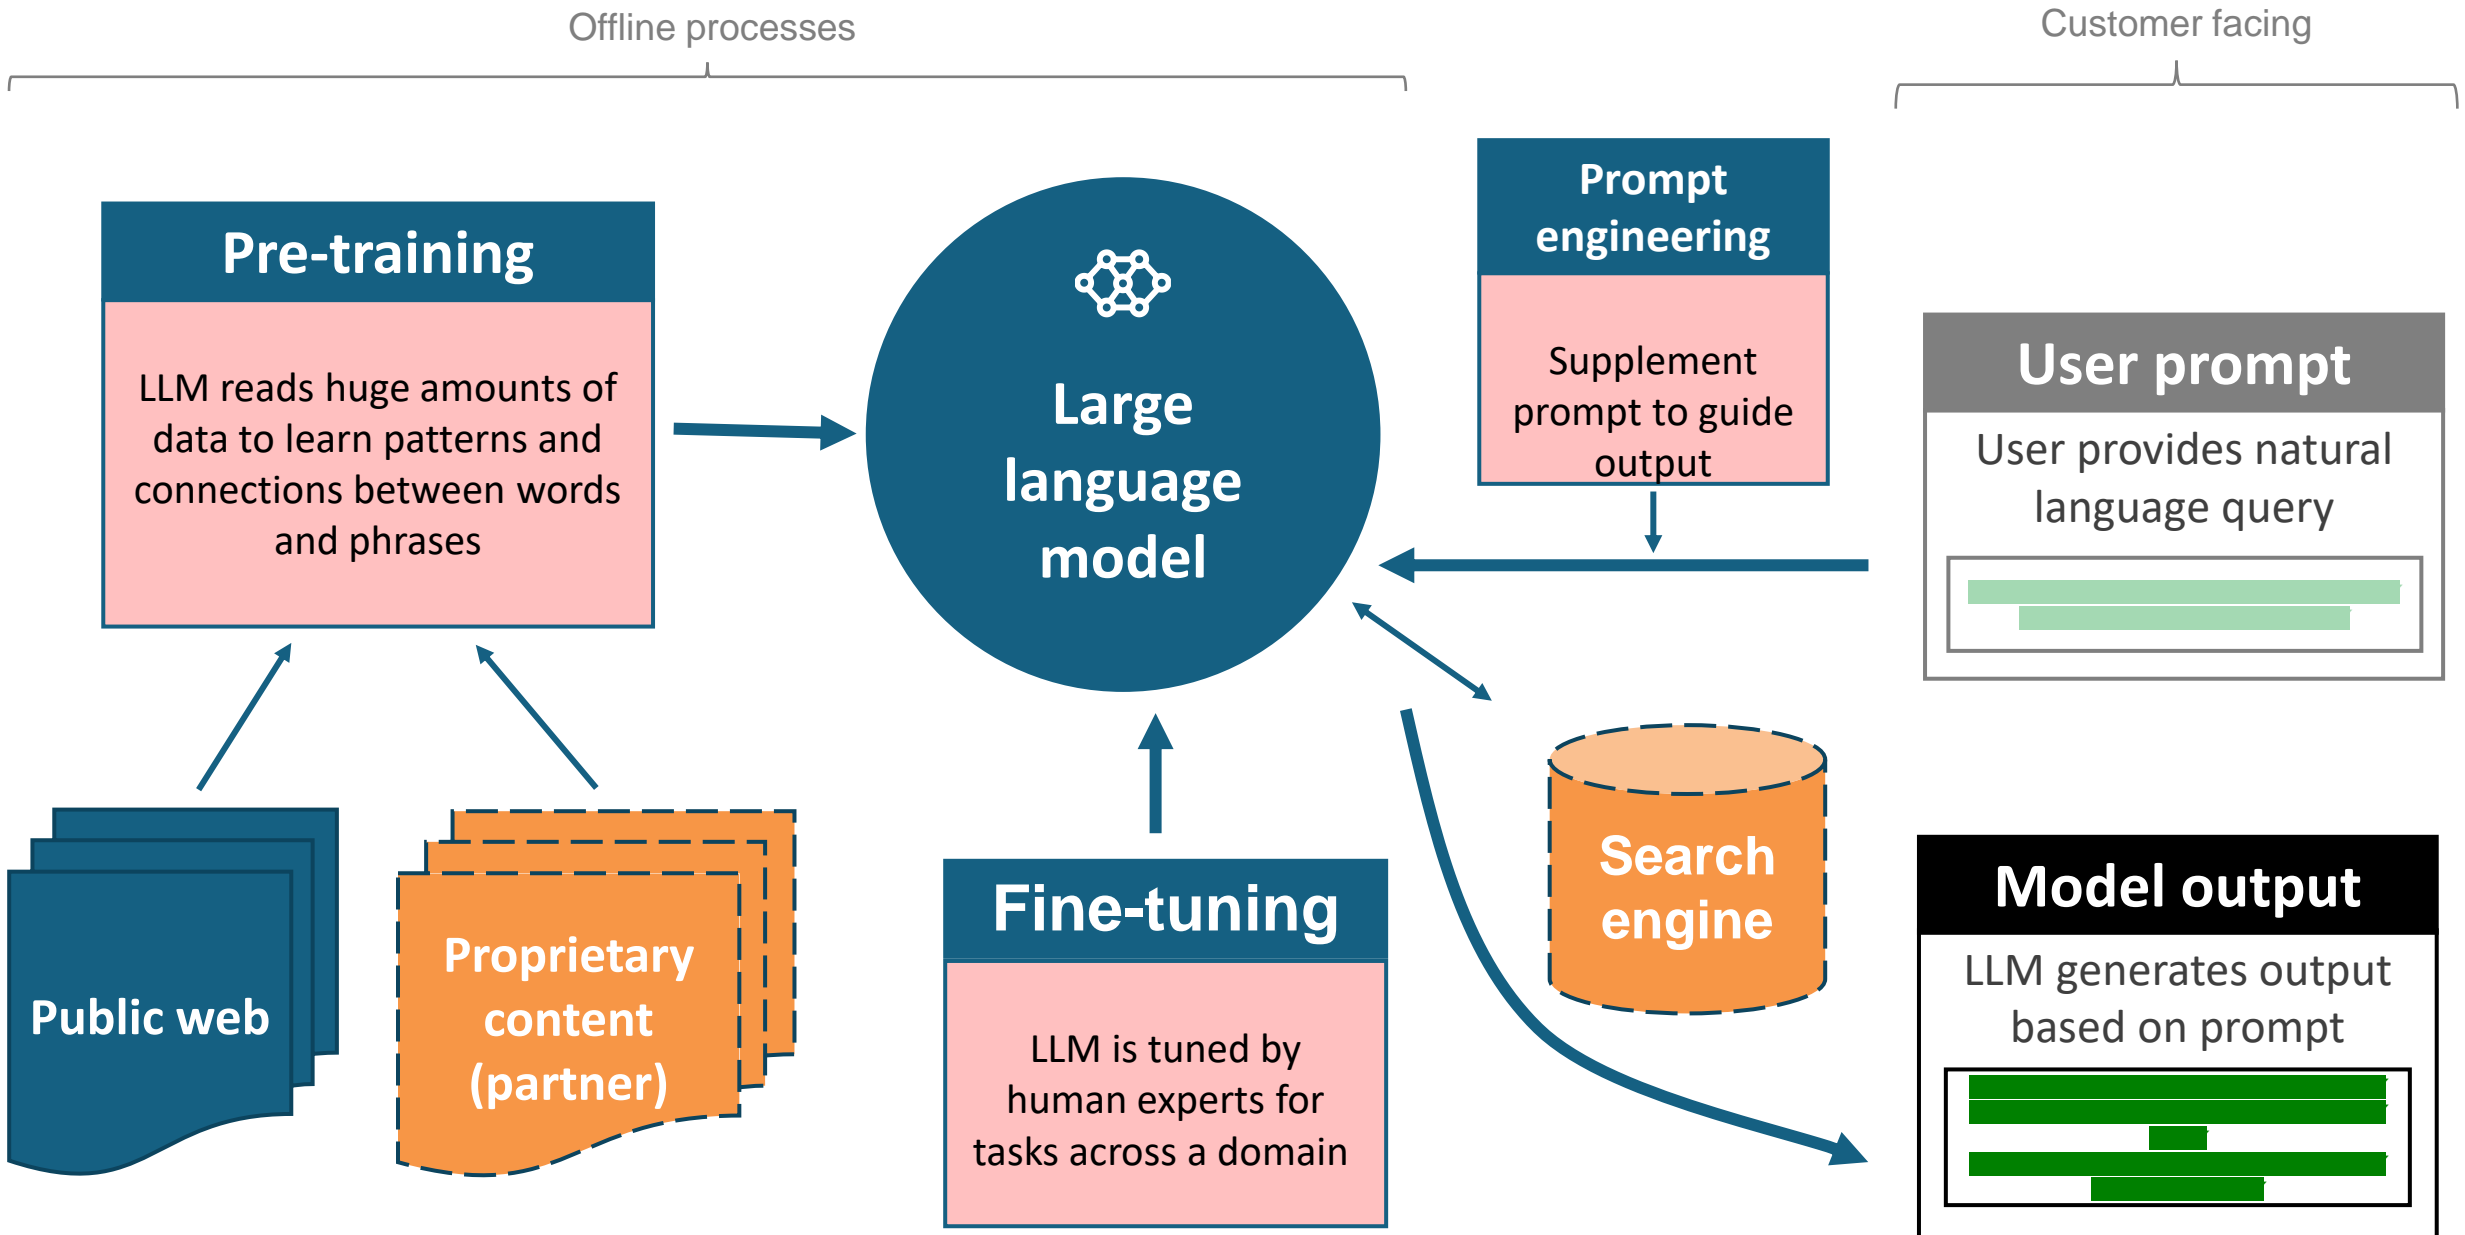 Offline processes
Customer facing
Pre-training
LLM reads huge amounts of
data to learn patterns and
connections between words
and phrases
Large
language
model
Prompt
engineering
Supplement
prompt to guide
output
User prompt
User provides natural
language query
Public web
Proprietary
content
(partner)
Fine-tuning
LLM is tuned by
human experts for
tasks across a domain
Search
engine
Model output
LLM generates output
based on prompt